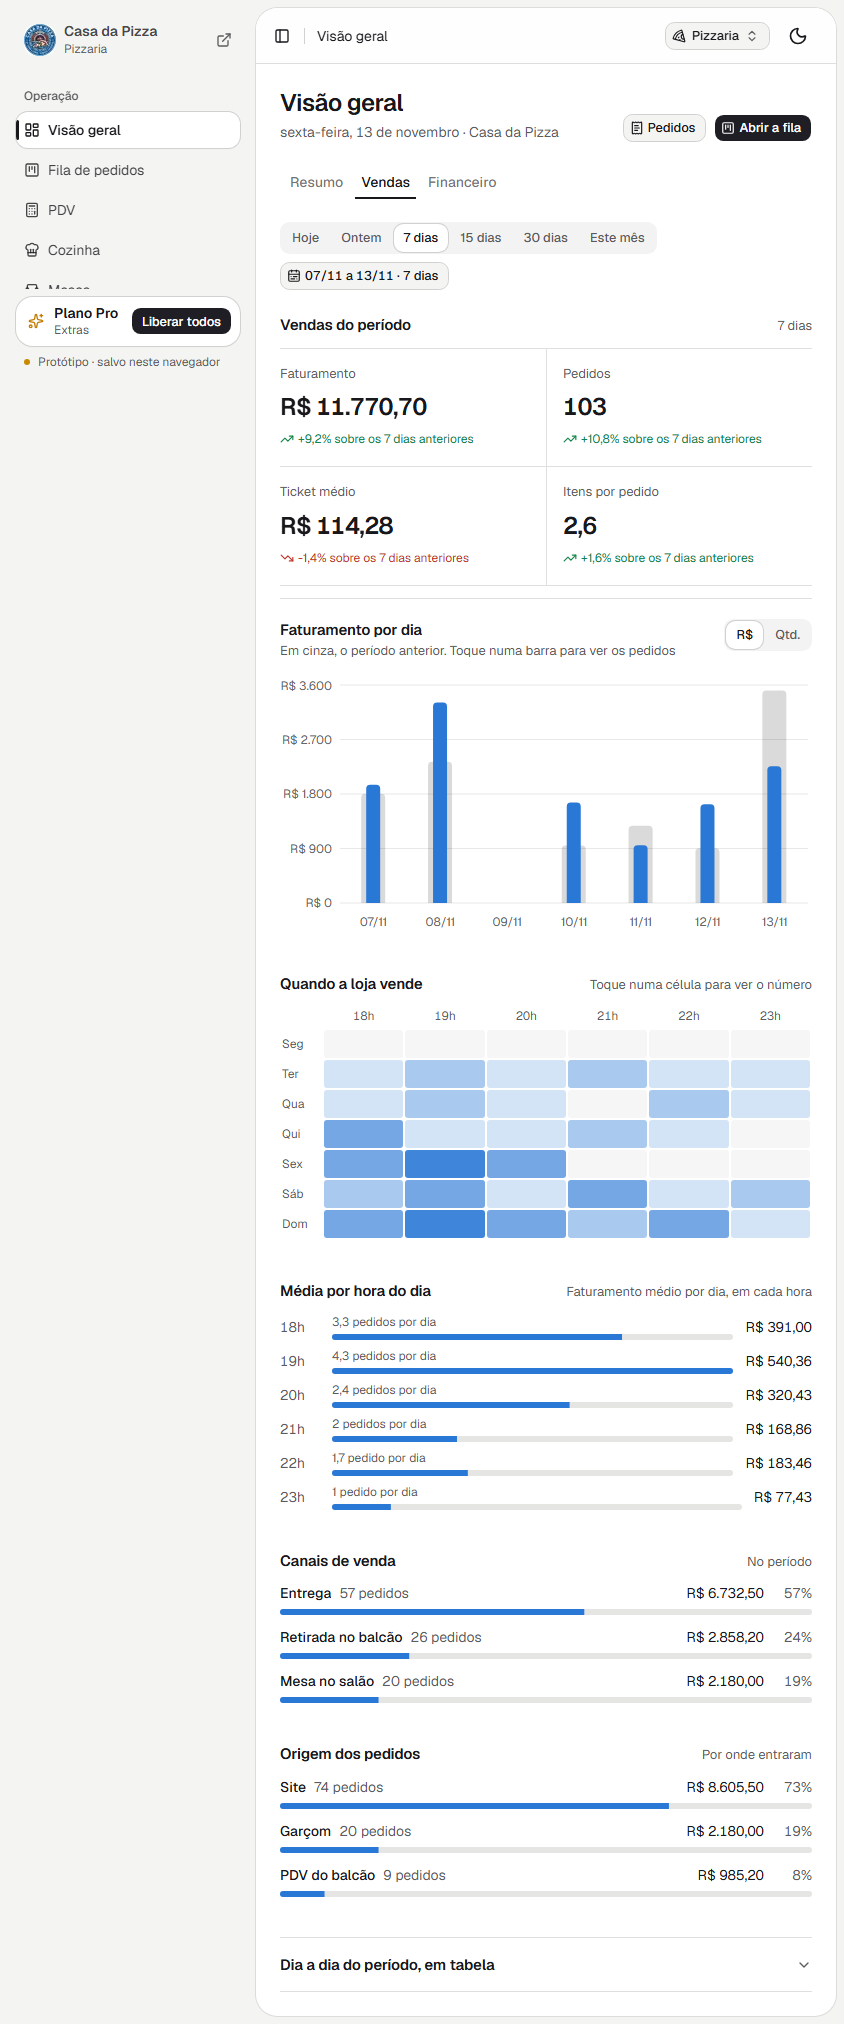 Casa da Pizza
Pizzaria
Operação
Visão geral
Fila de pedidos
PDV
Cozinha
Mesas
Plano Pro
Extras
Liberar todos
Protótipo · salvo neste navegador
Visão geral
Pizzaria
Visão geral
sexta-feira, 13 de novembro · Casa da Pizza
Pedidos
Abrir a fila
Resumo Vendas Financeiro
Hoje Ontem 7 dias 15 dias 30 dias Este mês
07/11 a 13/11 · 7 dias
Vendas do período 7 dias
Faturamento
R$ 11.770,70
+9,2% sobre os 7 dias anteriores
Pedidos
103
+10,8% sobre os 7 dias anteriores
Ticket médio
R$ 114,28
-1,4% sobre os 7 dias anteriores
Itens por pedido
2,6
+1,6% sobre os 7 dias anteriores
Faturamento por dia
Em cinza, o período anterior. Toque numa barra para ver os pedidos
R$ Qtd.
R$ 3.600
R$ 2.700
R$ 1.800
R$ 900
R$ 0
07/11 08/11 09/11 10/11 11/11 12/11 13/11
Quando a loja vende Toque numa célula para ver o número
18h 19h 20h 21h 22h 23h
Seg
Ter
Qua
Qui
Sex
Sáb
Dom
Média por hora do dia Faturamento médio por dia, em cada hora
18h 3,3 pedidos por dia R$ 391,00
19h 4,3 pedidos por dia R$ 540,36
20h 2,4 pedidos por dia R$ 320,43
21h 2 pedidos por dia R$ 168,86
22h 1,7 pedido por dia R$ 183,46
23h 1 pedido por dia R$ 77,43
Canais de venda No período
Entrega 57 pedidos R$ 6.732,50 57%
Retirada no balcão 26 pedidos R$ 2.858,20 24%
Mesa no salão 20 pedidos R$ 2.180,00 19%
Origem dos pedidos Por onde entraram
Site 74 pedidos R$ 8.605,50 73%
Garçom 20 pedidos R$ 2.180,00 19%
PDV do balcão 9 pedidos R$ 985,20 8%
Dia a dia do período, em tabela